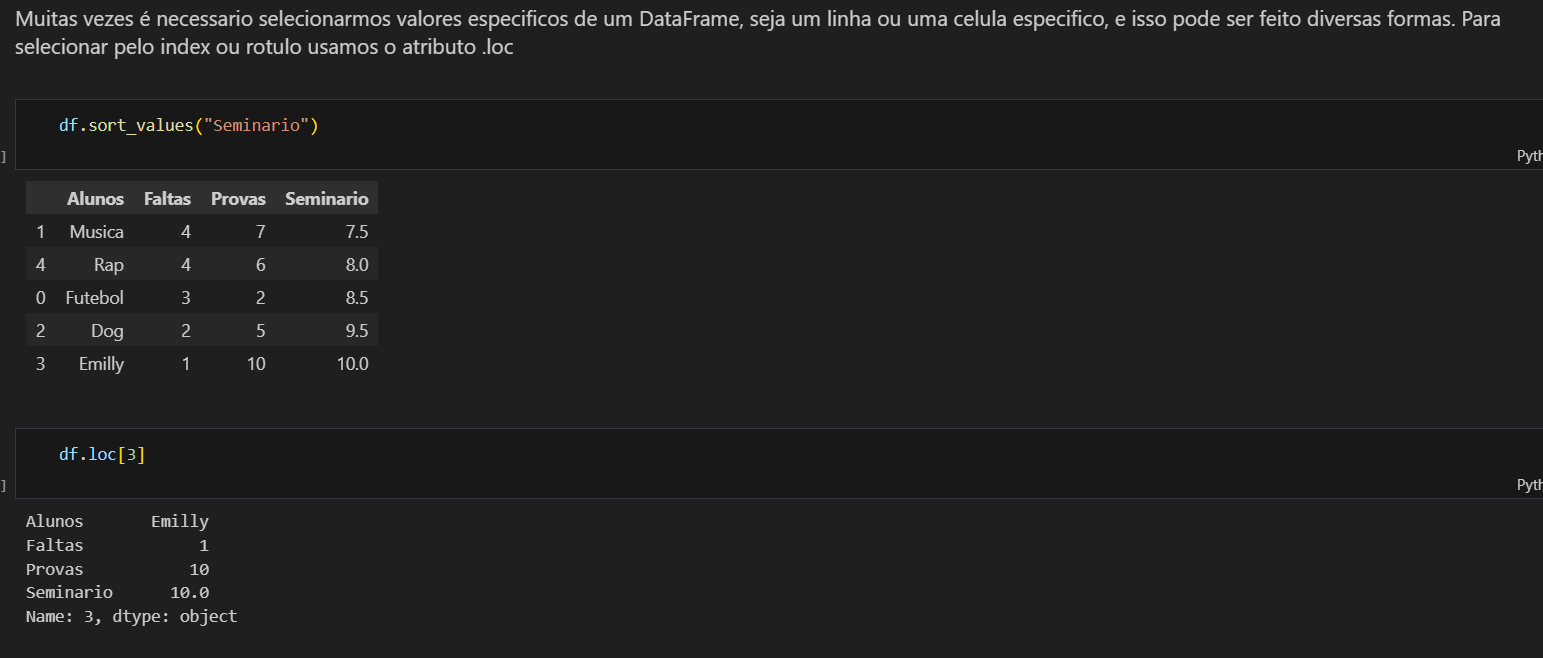 Muitas vezes é necessario selecionarmos valores especificos de um DataFrame, seja um linha ou uma celula especifico, e isso pode ser feito diversas formas. Para
selecionar pelo index ou rotulo usamos o atributo .loc
df.sort_values("Seminario")
]
Pyth
Alunos Faltas Provas Seminario
1 Musica 4 7 7.5
4 Rap 4 6 8.0
0 Futebol 3 2 8.5
2 Dog 2 5 9.5
3 Emilly 1 10 10.0
df.loc[3]
]
Pyth
Alunos Emilly
Faltas 1
Provas 10
Seminario 10.0
Name: 3, dtype: object